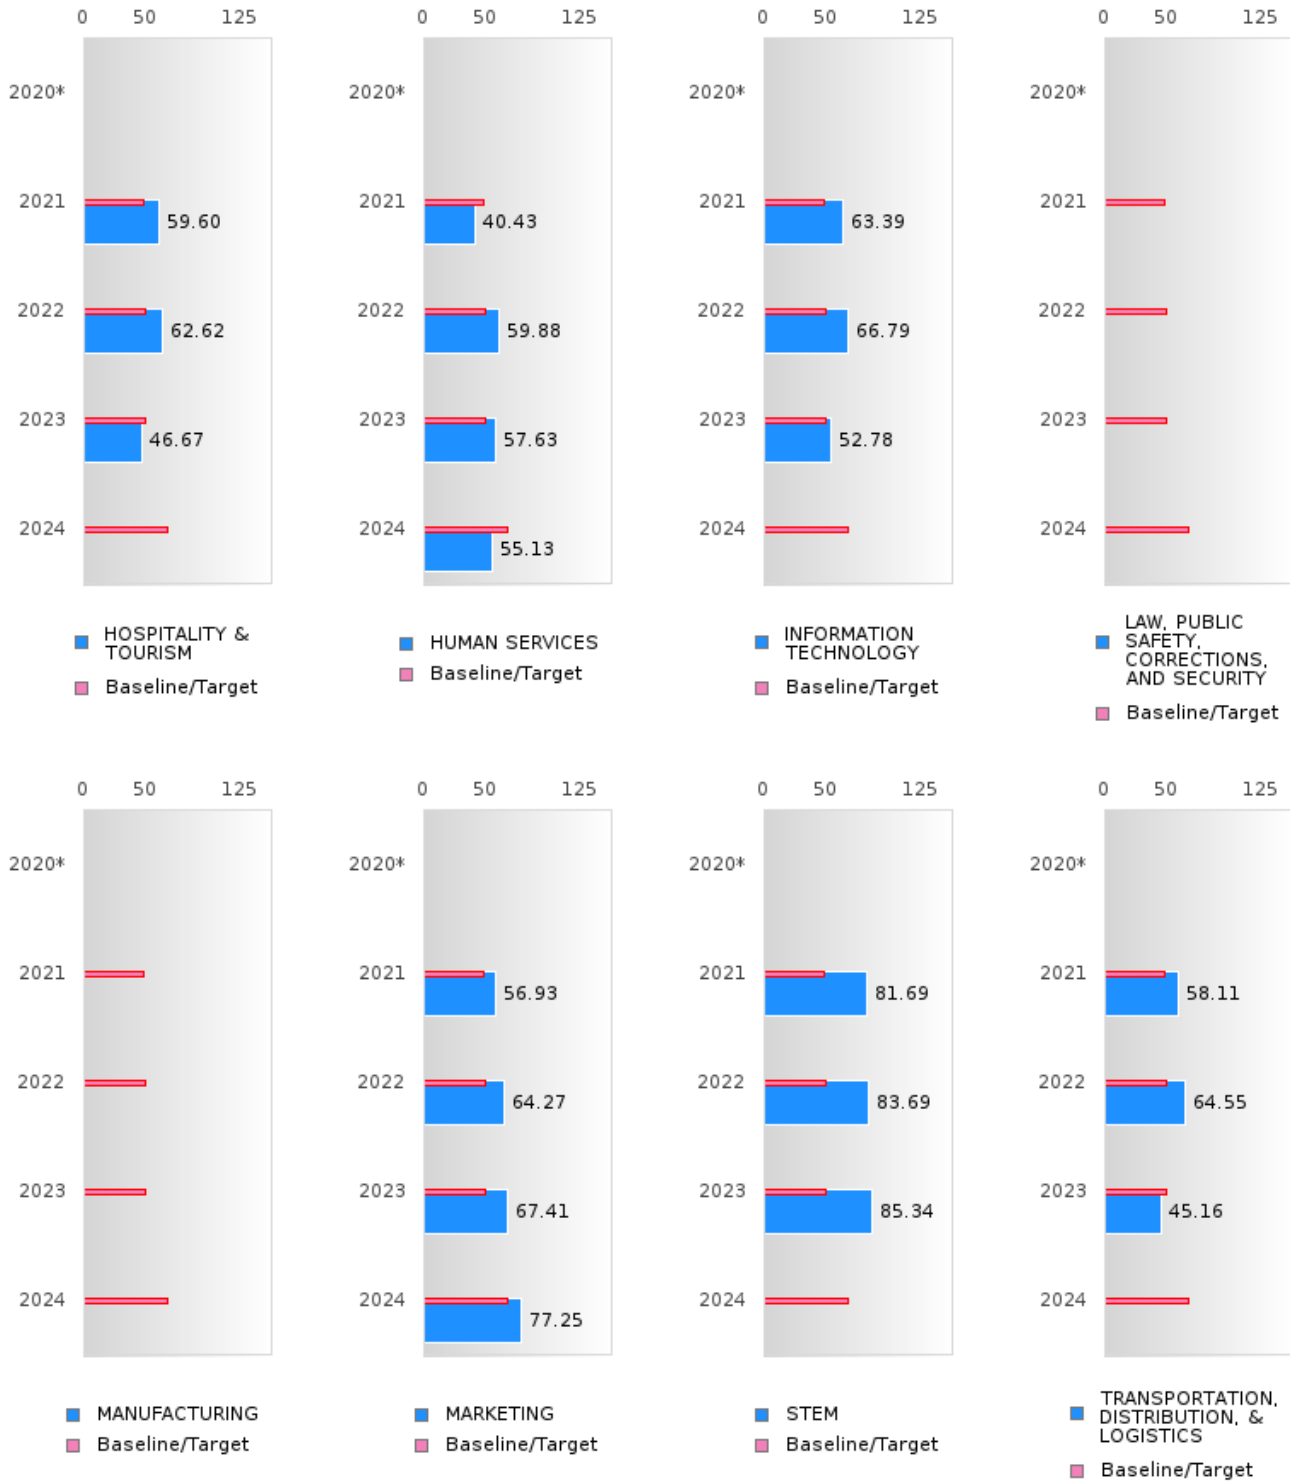 0 50 125
2020*
2021
59.60
2022
62.62
2023
46.67
2024
HOSPITALITY &
TOURISM
Baseline/Target
0 50 125
2020*
2021
40.43
2022
59.88
2023
57.63
2024
55.13
HUMAN SERVICES
Baseline/Target
0 50 125
2020*
2021
63.39
2022
66.79
2023
52.78
2024
INFORMATION
TECHNOLOGY
Baseline/Target
0 50 125
2020*
2021
2022
2023
2024
LAW, PUBLIC
SAFETY,
CORRECTIONS,
AND SECURITY
Baseline/Target
0 50 125
2020*
2021
2022
2023
2024
MANUFACTURING
Baseline/Target
0 50 125
2020*
2021
56.93
2022
64.27
2023
67.41
2024
77.25
MARKETING
Baseline/Target
0 50 125
2020*
2021
81.69
2022
83.69
2023
85.34
2024
STEM
Baseline/Target
0 50 125
2020*
2021
58.11
2022
64.55
2023
45.16
2024
TRANSPORTATION,
DISTRIBUTION, &
LOGISTICS
Baseline/Target